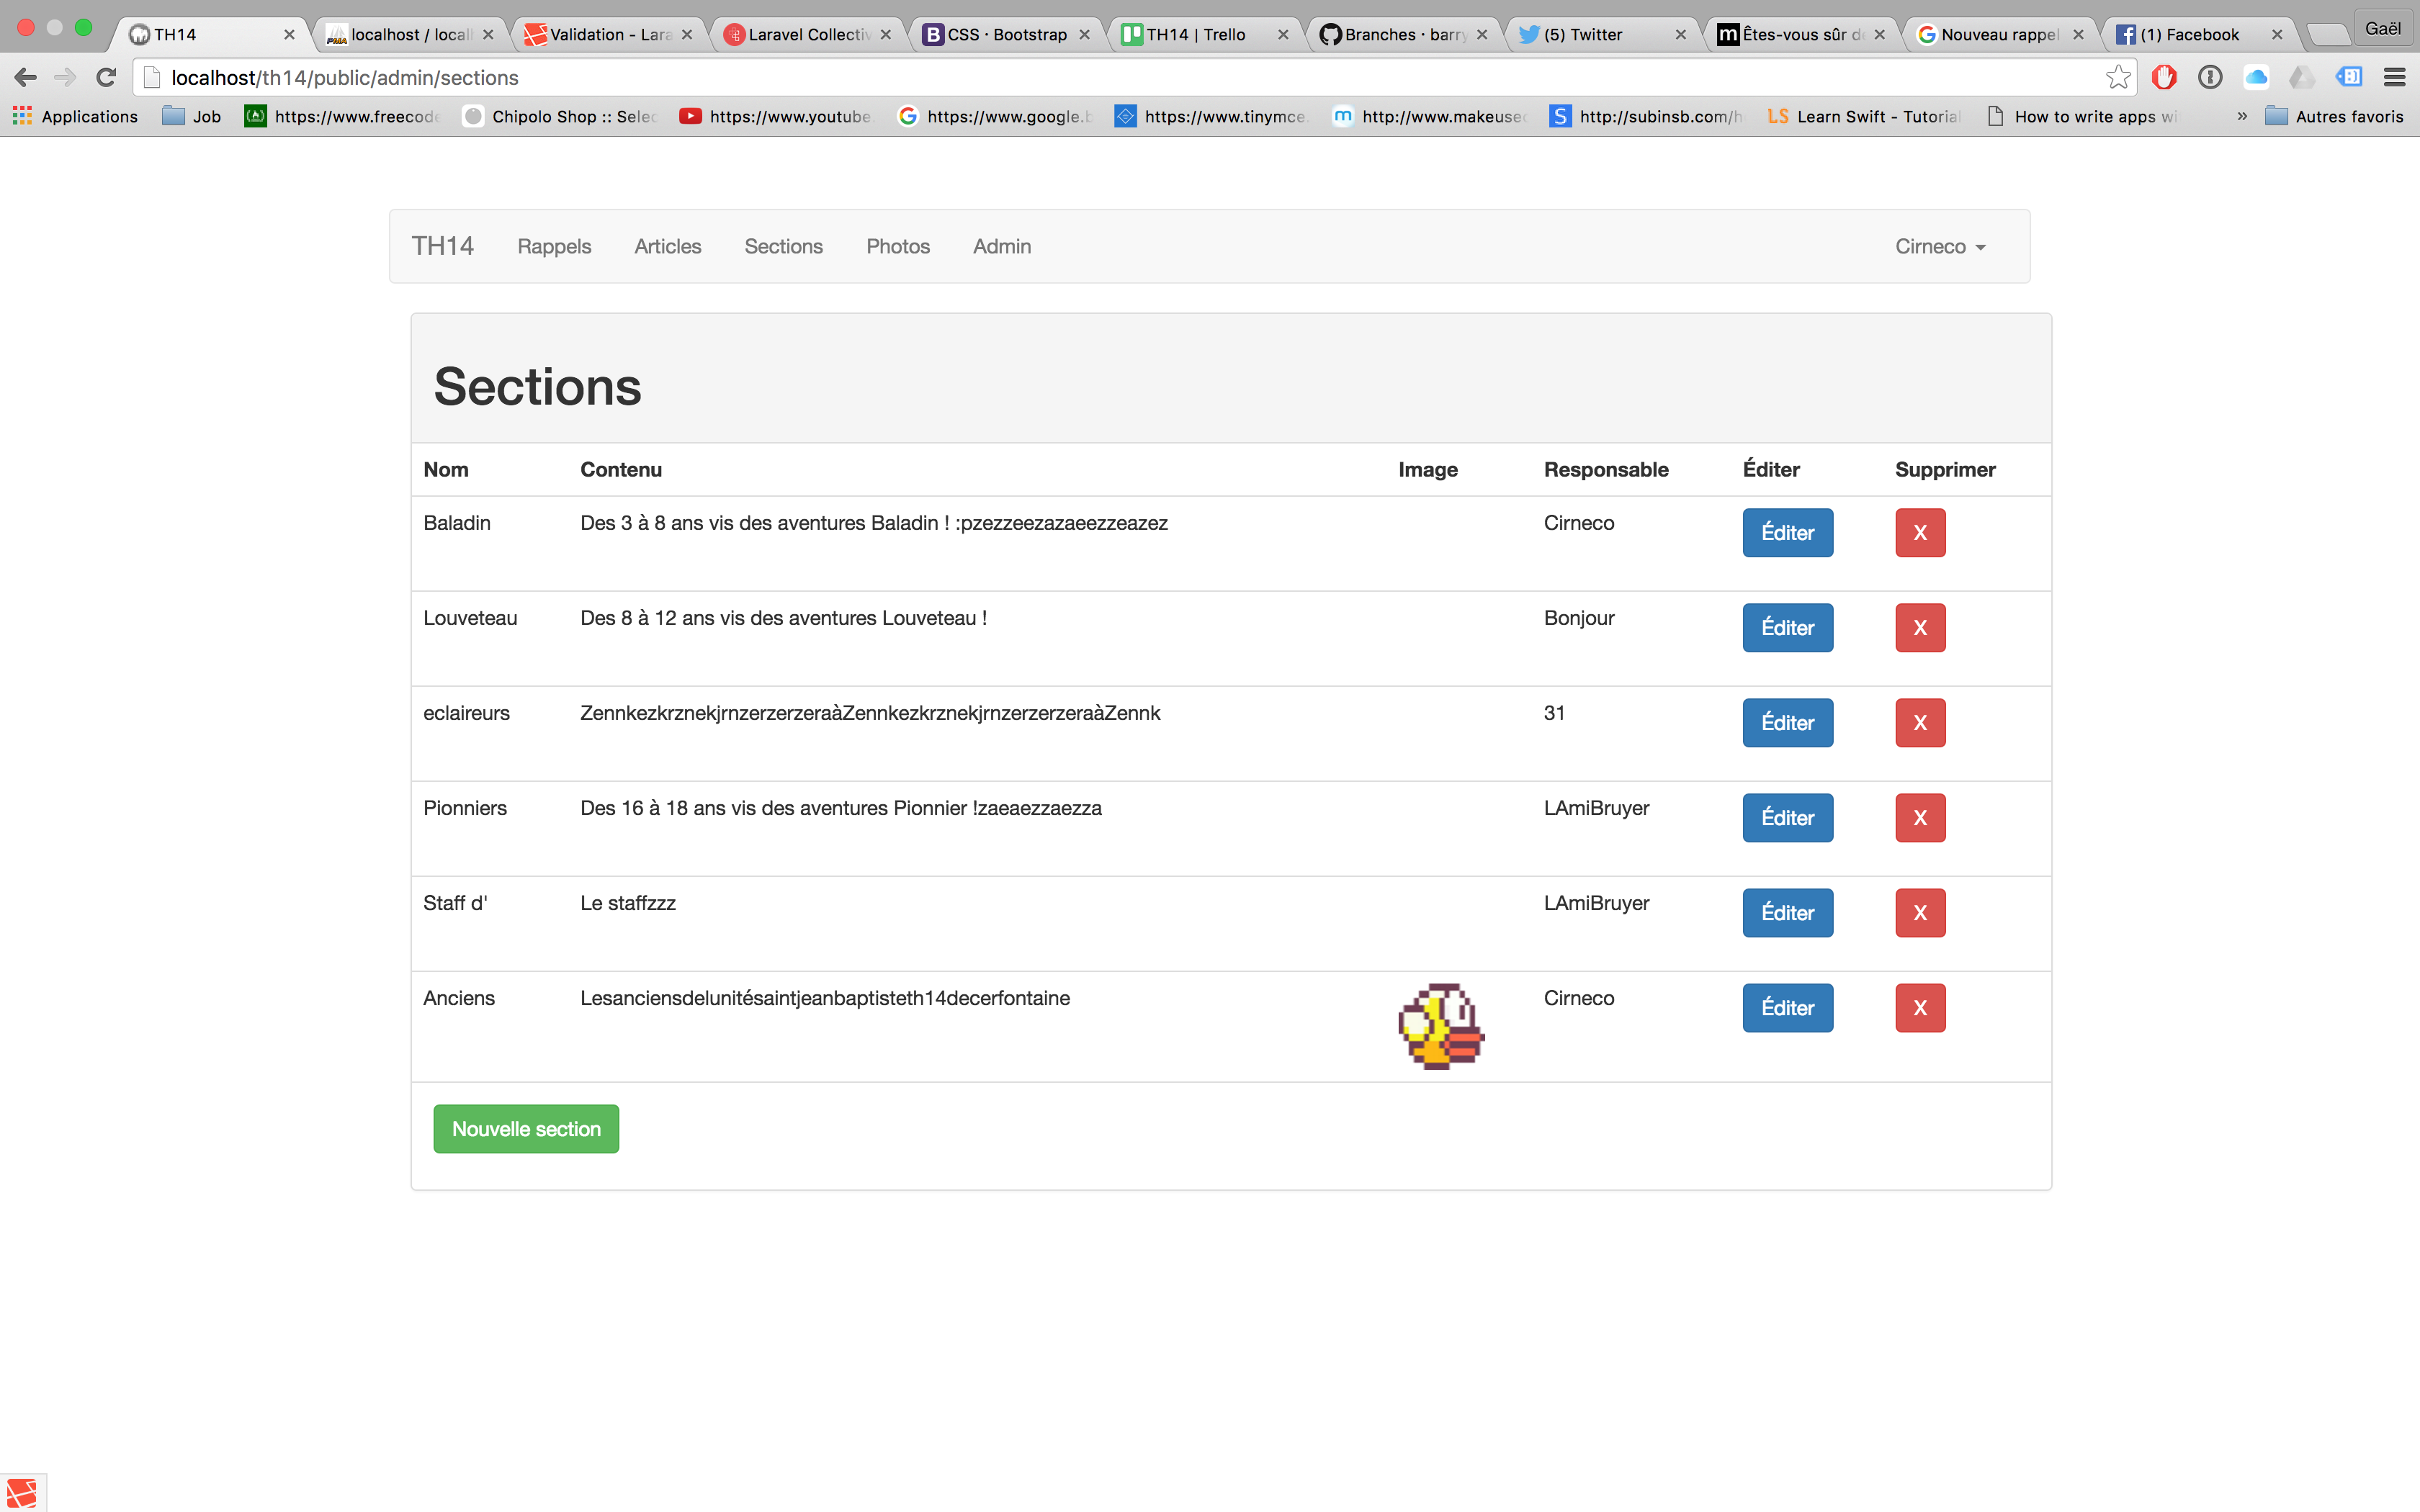 TH14 localhost / locall Validation - Lara Laravel Collectiv CSS · Bootstrap TH14 | Trello Branches · barry (5) Twitter Êtes-vous sûr de Nouveau rappel (1) Facebook Gaël
localhost/th14/public/admin/sections
Applications Job https://www.freecode Chipolo Shop :: Selec https://www.youtube. https://www.google.b https://www.tinymce. http://www.makeuseo http://subinsb.com/h Learn Swift - Tutorial How to write apps wi » Autres favoris
TH14 Rappels Articles Sections Photos Admin Cirneco
Sections
Nom Contenu Image Responsable Éditer Supprimer
Baladin Des 3 à 8 ans vis des aventures Baladin ! :pzezzeezazaeezzeazez Cirneco Éditer X
Louveteau Des 8 à 12 ans vis des aventures Louveteau ! Bonjour Éditer X
eclaireurs ZennkezkrznekjrnzerzerzeraàZennkezkrznekjrnzerzerzeraàZennk 31 Éditer X
Pionniers Des 16 à 18 ans vis des aventures Pionnier !zaeaezzaezza LAmiBruyer Éditer X
Staff d' Le staffzzz LAmiBruyer Éditer X
Anciens Lesanciensdelunitésaintjeanbaptisteth14decerfontaine Cirneco Éditer X
Nouvelle section